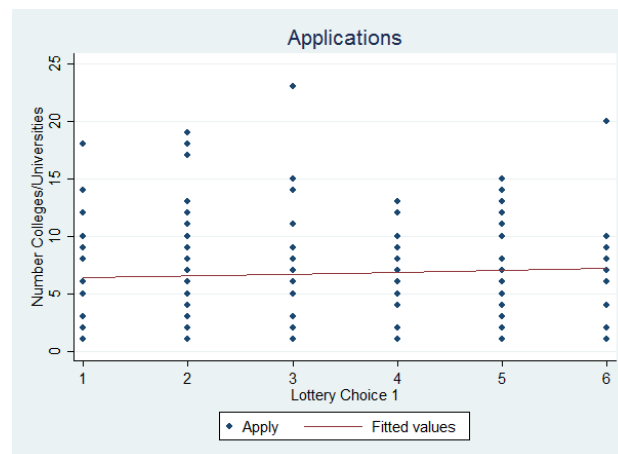 Applications
Number Colleges/Universities
25
20
15
10
5
0
1 2 3 4 5 6
Lottery Choice 1
Apply Fitted values